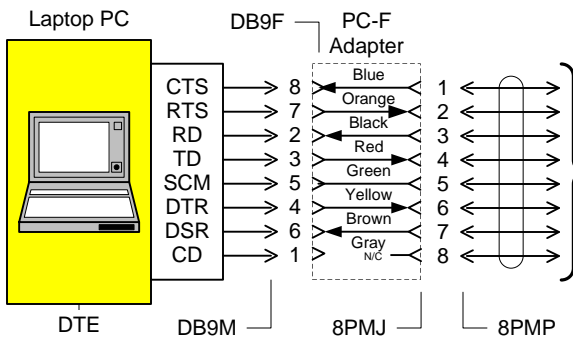 Laptop PC
DB9F
PC-F
Adapter
CTS 8 Blue 1
RTS 7 Orange 2
RD 2 Black 3
TD 3 Red 4
SCM 5 Green 5
DTR 4 Yellow 6
DSR 6 Brown 7
CD 1 Gray N/C 8
DTE
DB9M
8PMJ
8PMP